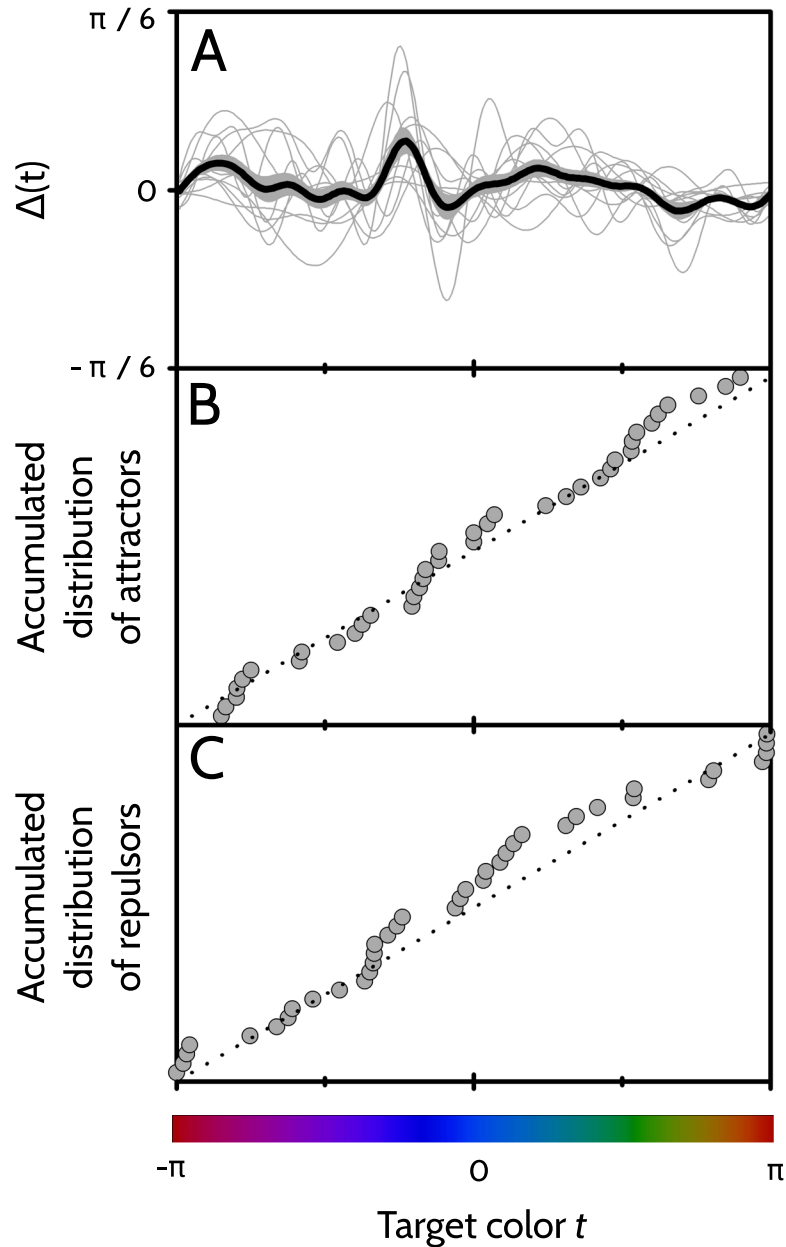 π / 6
A
Δ(t)
0
- π / 6
B
Accumulated
distribution
of attractors
C
Accumulated
distribution
of repulsors
-π
0
π
Target color t